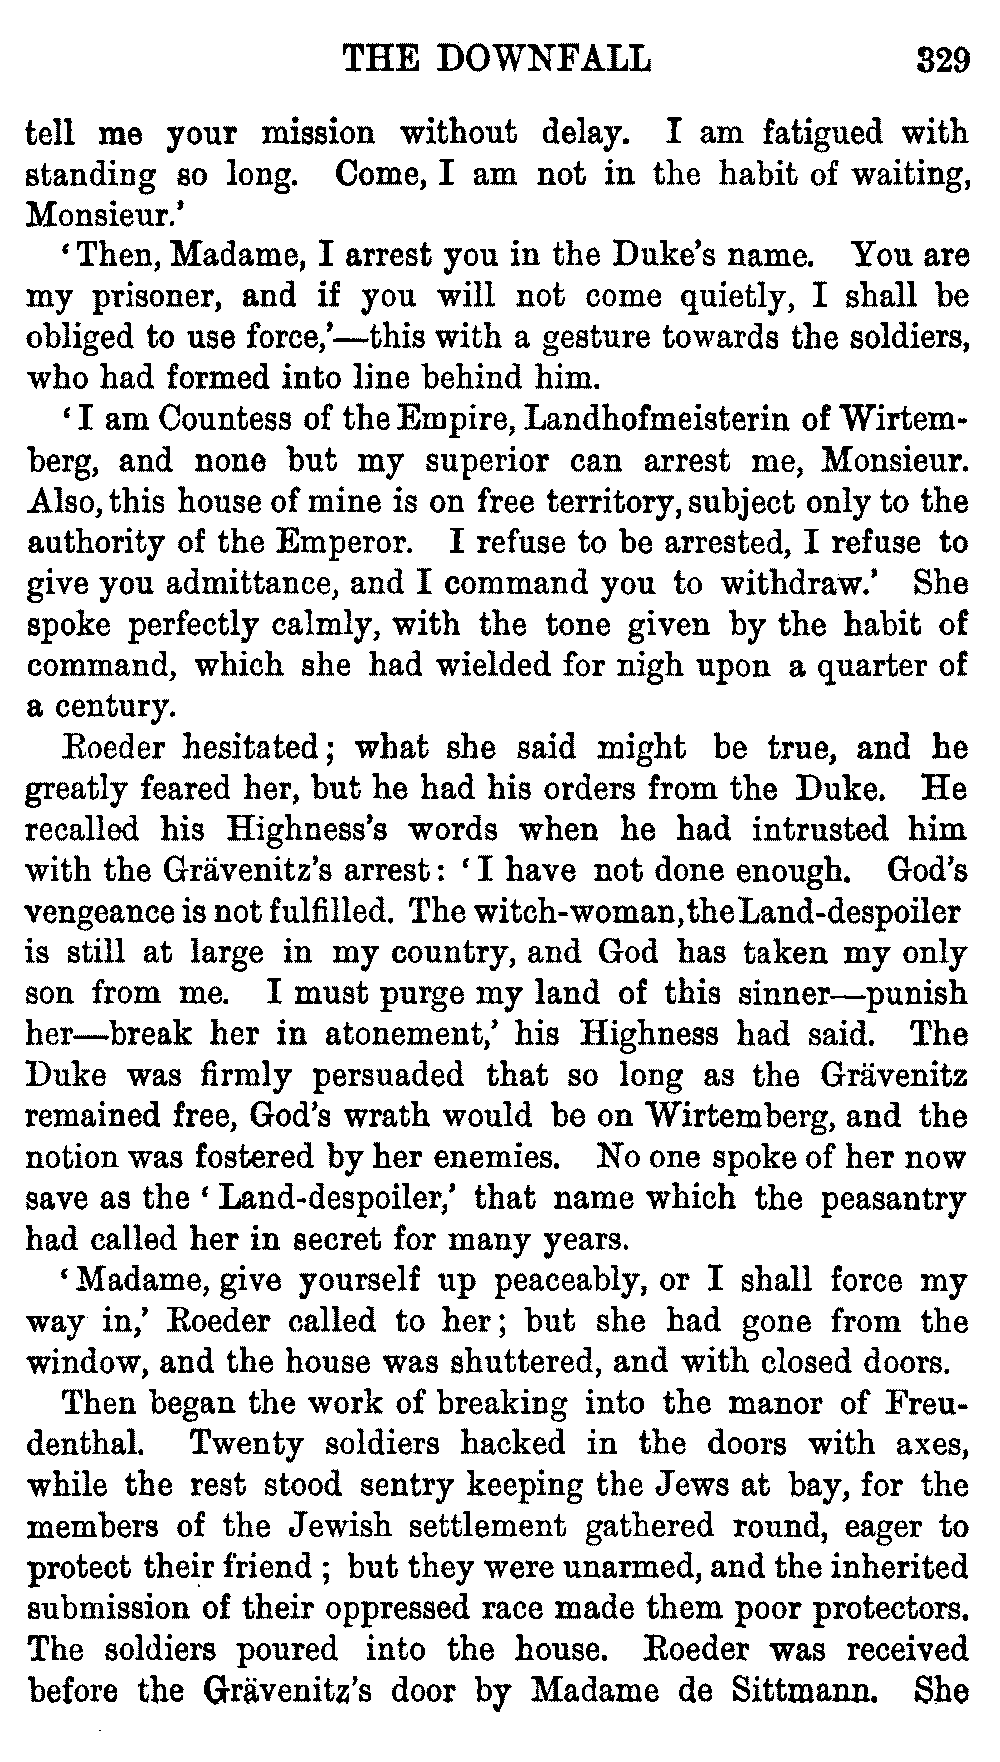 THE DOWNFALL 329
tell me your mission without delay. I am fatigued with
standing so long. Come, I am not in the habit of waiting,
Monsieur.’
‘Then, Madame, I arrest you in the Duke’s name. You are
my prisoner, and if you will not come quietly, I shall be
obliged to use force,’—this with a gesture towards the soldiers,
who had formed into line behind him.
‘I am Countess of the Empire, Landhofmeisterin of Wirtem-
berg, and none but my superior can arrest me, Monsieur.
Also, this house of mine is on free territory, subject only to the
authority of the Emperor. I refuse to be arrested, I refuse to
give you admittance, and I command you to withdraw.’ She
spoke perfectly calmly, with the tone given by the habit of
command, which she had wielded for nigh upon a quarter of
a century.
Roeder hesitated; what she said might be true, and he
greatly feared her, but he had his orders from the Duke. He
recalled his Highness’s words when he had intrusted him
with the Grävenitz’s arrest: ‘I have not done enough. God’s
vengeance is not fulfilled. The witch-woman, the Land-despoiler
is still at large in my country, and God has taken my only
son from me. I must purge my land of this sinner—punish
her—break her in atonement,’ his Highness had said. The
Duke was firmly persuaded that so long as the Grävenitz
remained free, God’s wrath would be on Wirtemberg, and the
notion was fostered by her enemies. No one spoke of her now
save as the ‘Land-despoiler,’ that name which the peasantry
had called her in secret for many years.
‘Madame, give yourself up peaceably, or I shall force my
way in,’ Roeder called to her; but she had gone from the
window, and the house was shuttered, and with closed doors.
Then began the work of breaking into the manor of Freu-
denthal. Twenty soldiers hacked in the doors with axes,
while the rest stood sentry keeping the Jews at bay, for the
members of the Jewish settlement gathered round, eager to
protect their friend; but they were unarmed, and the inherited
submission of their oppressed race made them poor protectors.
The soldiers poured into the house. Roeder was received
before the Grävenitz’s door by Madame de Sittmann. She